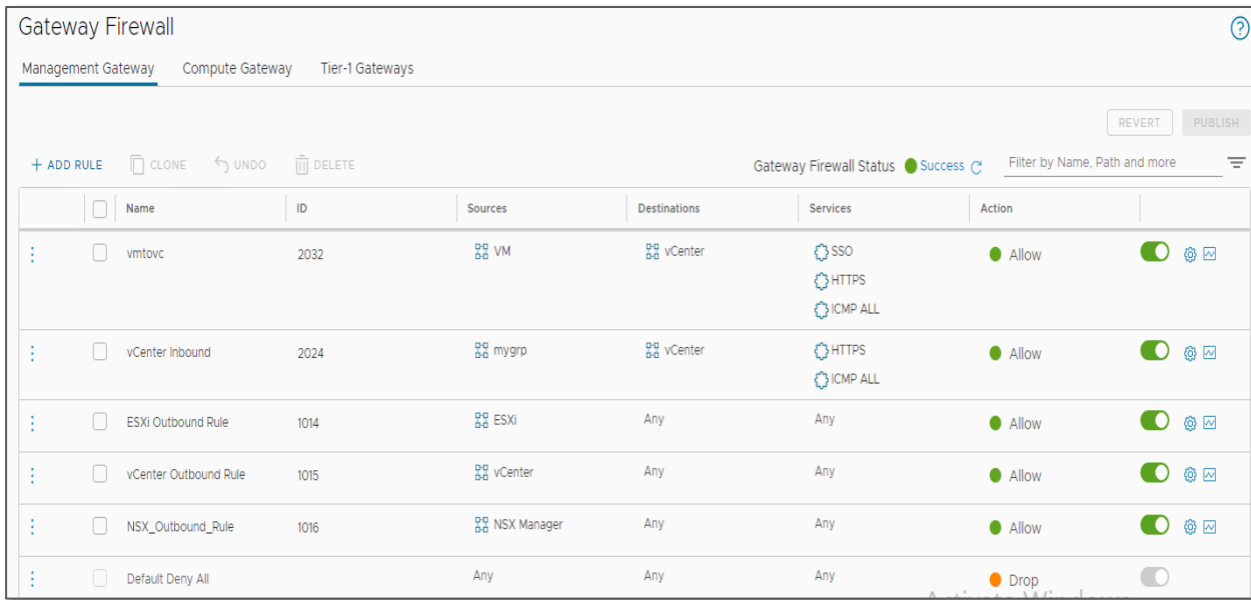 Gateway Firewall
Management Gateway Compute Gateway Tier-1 Gateways
REVERT PUBLISH
+ ADD RULE CLONE UNDO DELETE Gateway Firewall Status Success Filter by Name, Path and more
Name ID Sources Destinations Services Action
vmtovc 2032 VM vCenter SSO Allow
HTTPS
ICMP ALL
vCenter Inbound 2024 mygrp vCenter HTTPS Allow
ICMP ALL
ESXi Outbound Rule 1014 ESXi Any Any Allow
vCenter Outbound Rule 1015 vCenter Any Any Allow
NSX_Outbound_Rule 1016 NSX Manager Any Any Allow
Default Deny All Any Any Any Drop
Activate Windows